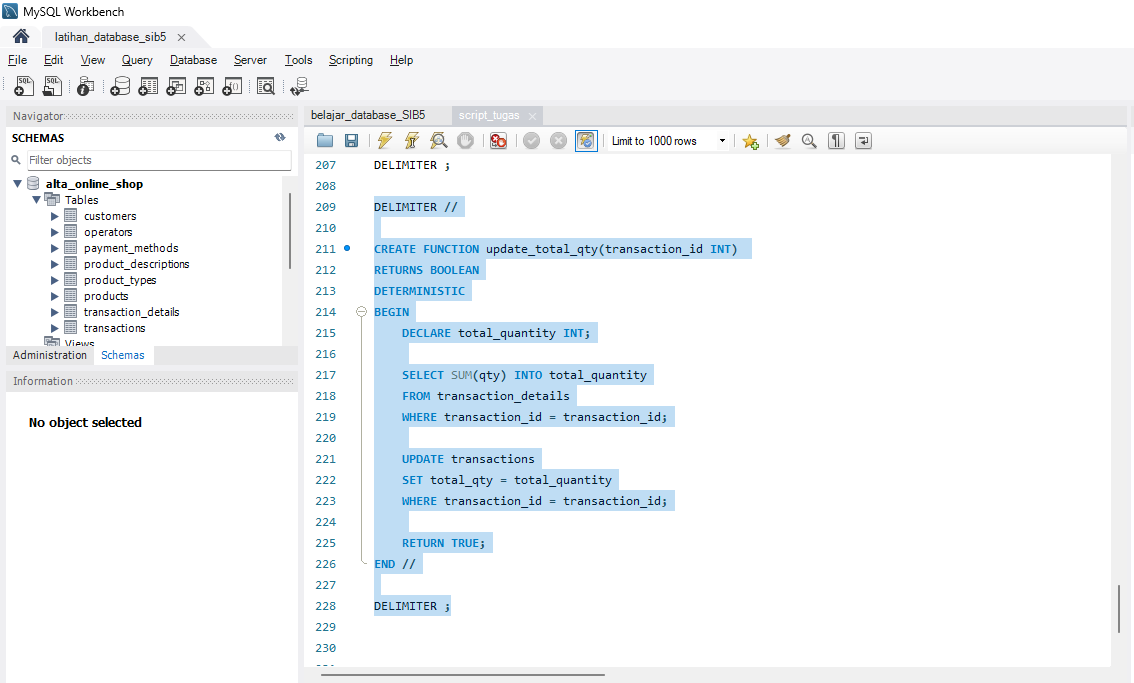 MySQL Workbench
latihan_database_sib5
File Edit View Query Database Server Tools Scripting Help
Navigator
SCHEMAS
Filter objects
alta_online_shop
Tables
customers
operators
payment_methods
product_descriptions
product_types
products
transaction_details
transactions
Views
Administration Schemas
Information
No object selected
belajar_database_SIB5 script_tugas
Limit to 1000 rows
207 DELIMITER ;
208
209 DELIMITER //
210
211 CREATE FUNCTION update_total_qty(transaction_id INT)
212 RETURNS BOOLEAN
213 DETERMINISTIC
214 BEGIN
215 DECLARE total_quantity INT;
216
217 SELECT SUM(qty) INTO total_quantity
218 FROM transaction_details
219 WHERE transaction_id = transaction_id;
220
221 UPDATE transactions
222 SET total_qty = total_quantity
223 WHERE transaction_id = transaction_id;
224
225 RETURN TRUE;
226 END //
227
228 DELIMITER ;
229
230